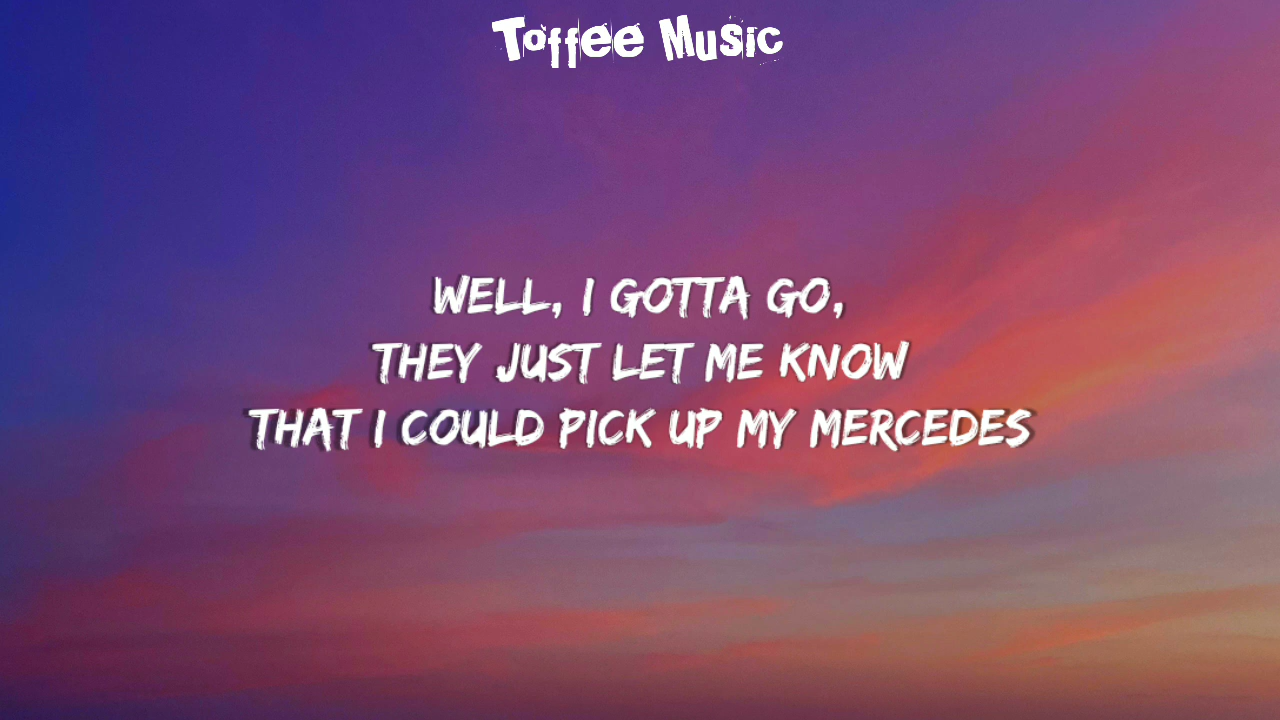 Toffee Music
WELL, I GOTTA GO,
THEY JUST LET ME KNOW
THAT I COULD PICK UP MY MERCEDES